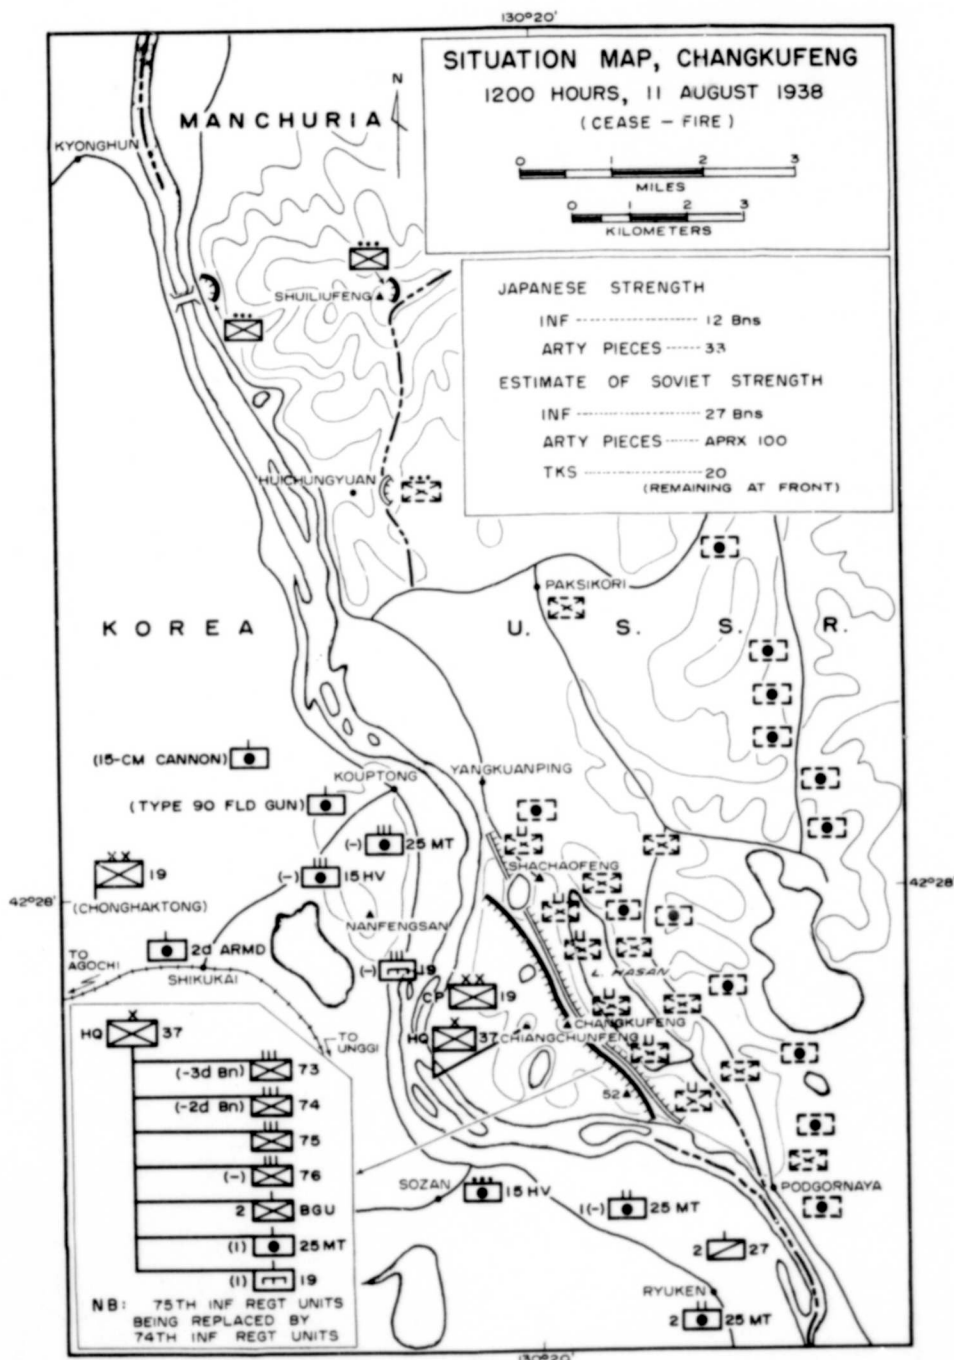 130°20'
SITUATION MAP, CHANGKUFENG
1200 HOURS, 11 AUGUST 1938
(CEASE - FIRE)
0 1 2 3
MILES
0 1 2 3
KILOMETERS
N
MANCHURIA
KYONGHUN
SHUILIUFENG
JAPANESE STRENGTH
INF ---------- 12 Bns
ARTY PIECES ----- 33
ESTIMATE OF SOVIET STRENGTH
INF ---------- 27 Bns
ARTY PIECES ----- APRX 100
TKS ---------- 20
(REMAINING AT FRONT)
HUICHUNGYUAN
PAKSIKORI
KOREA
U. S. S. R.
(15-CM CANNON)
KOUPTONG
YANGKUANPING
(TYPE 90 FLD GUN)
(-) 25 MT
SHACHAOFENG
19
(-) 15 HV
42°28'
42°28'
(CHONGHAKTONG)
NANFENGSAN
2d ARMD
TO AGOCHI
SHIKUKAI
(-) 19
L. HASAN
CP 19
CHANGKUFENG
HQ 37
CHIANGCHUNFENG
TO UNGGI
52
HQ 37
(-3d Bn) 73
(-2d Bn) 74
75
(-) 76
2 BGU
(1) 25 MT
(1) 19
NB: 75TH INF REGT UNITS
BEING REPLACED BY
74TH INF REGT UNITS
SOZAN
15 HV
1(-) 25 MT
PODGORNAYA
2 27
RYUKEN
2 25 MT
130°20'